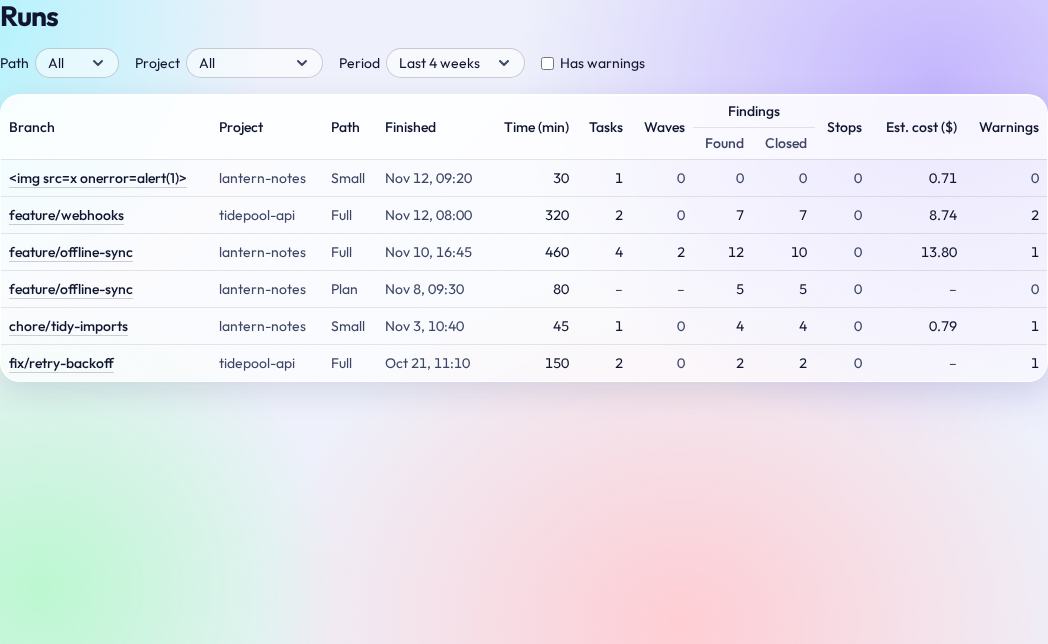 Runs
Path All Project All Period Last 4 weeks Has warnings
Findings
Branch Project Path Finished Time (min) Tasks Waves Stops Est. cost ($) Warnings
Found Closed
<img src=x onerror=alert(1)> lantern-notes Small Nov 12, 09:20 30 1 0 0 0 0 0.71 0
feature/webhooks tidepool-api Full Nov 12, 08:00 320 2 0 7 7 0 8.74 2
feature/offline-sync lantern-notes Full Nov 10, 16:45 460 4 2 12 10 0 13.80 1
feature/offline-sync lantern-notes Plan Nov 8, 09:30 80 – – 5 5 0 – 0
chore/tidy-imports lantern-notes Small Nov 3, 10:40 45 1 0 4 4 0 0.79 1
fix/retry-backoff tidepool-api Full Oct 21, 11:10 150 2 0 2 2 0 – 1